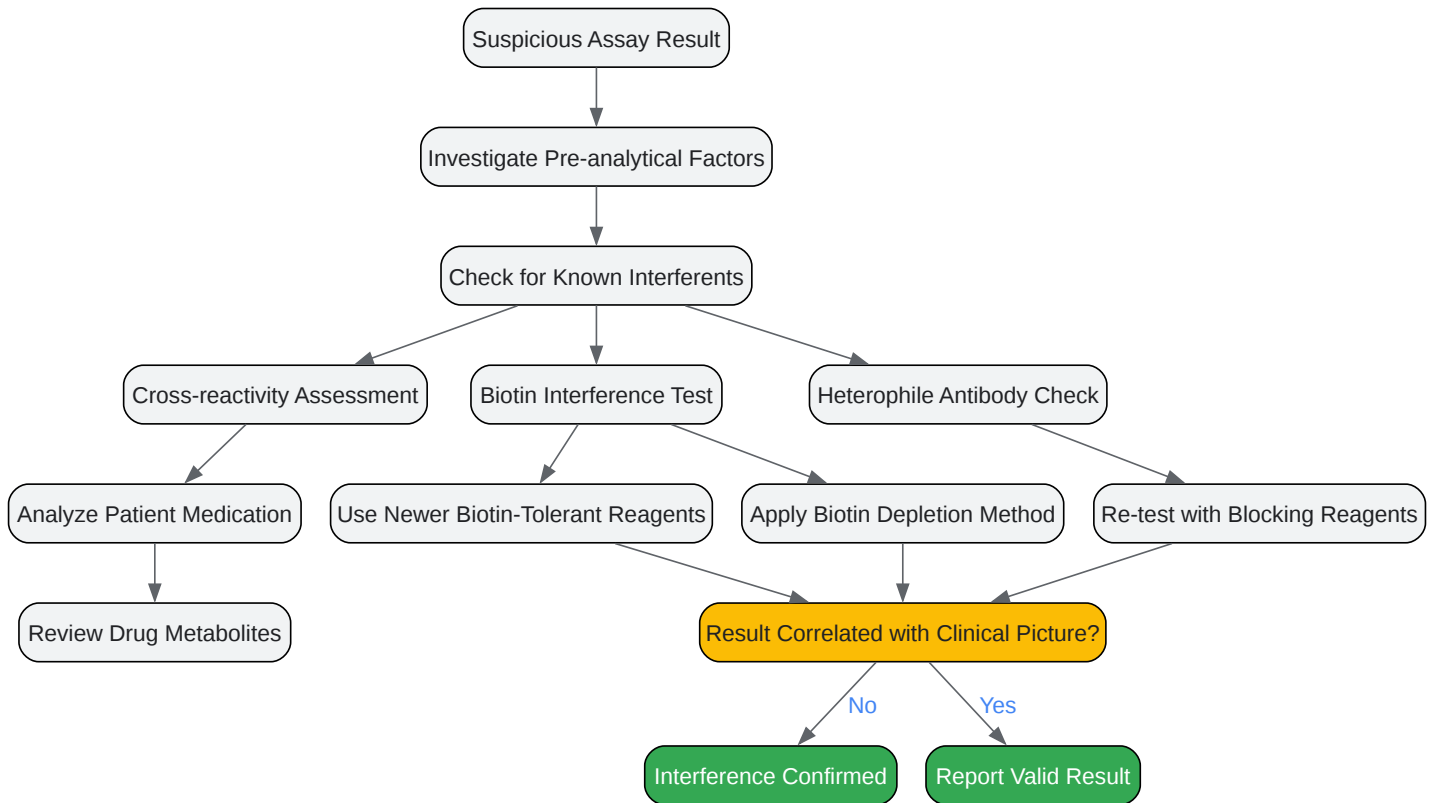 Suspicious Assay Result
Investigate Pre-analytical Factors
Check for Known Interferents
Cross-reactivity Assessment
Biotin Interference Test
Heterophile Antibody Check
Analyze Patient Medication
Use Newer Biotin-Tolerant Reagents
Apply Biotin Depletion Method
Re-test with Blocking Reagents
Review Drug Metabolites
Result Correlated with Clinical Picture?
No
Yes
Interference Confirmed
Report Valid Result